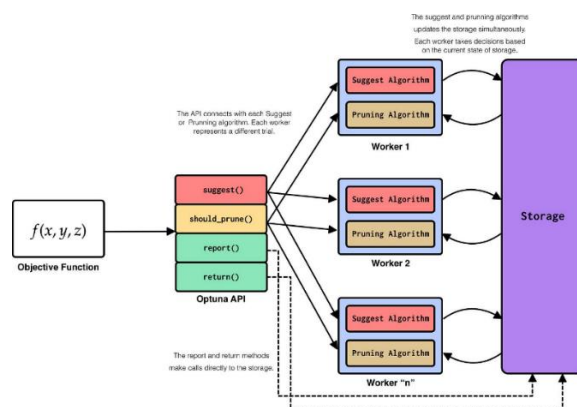 The suggest and prunning algorithms
updates the storage simultaneously.
Each worker takes decisions based
on the current state of storage.
Suggest Algorithm
Pruning Algorithm
Worker 1
The API connects with each Suggest
or Prunning algorithm. Each worker
represents a different trial.
suggest()
should_prune()
report()
return()
Optuna API
f(x, y, z)
Objective Function
Suggest Algorithm
Pruning Algorithm
Worker 2
Storage
Suggest Algorithm
Pruning Algorithm
Worker "n"
The report and return methods
make calls directly to the storage.